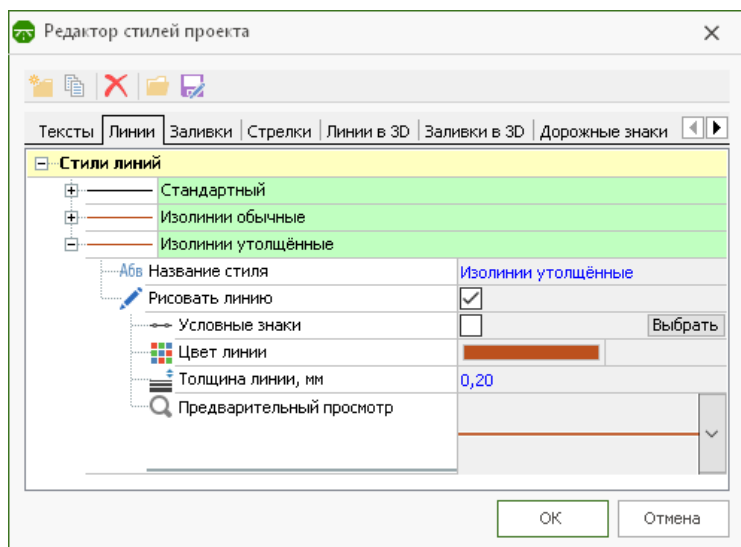 Редактор стилей проекта
Тексты Линии Заливки Стрелки Линии в 3D Заливки в 3D Дорожные знаки
Стили линий
Стандартный
Изолинии обычные
Изолинии утолщённые
Абв Название стиля Изолинии утолщённые
Рисовать линию
Условные знаки Выбрать
Цвет линии
Толщина линии, мм 0,20
Предварительный просмотр
ОК Отмена